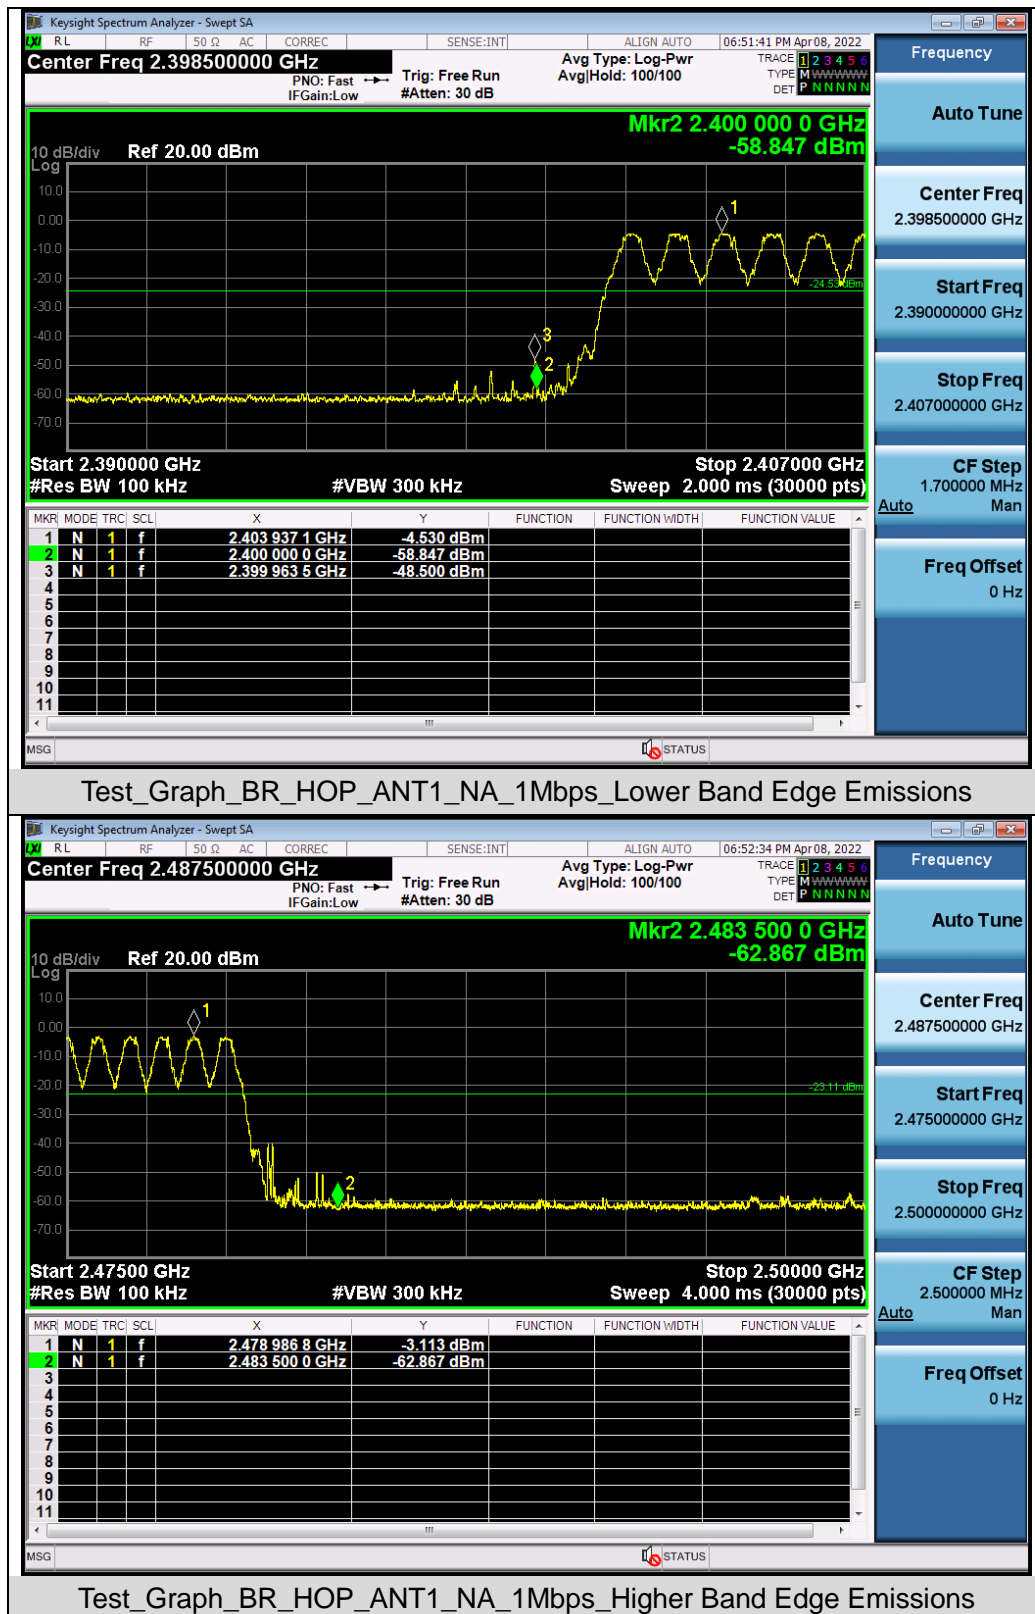 Keysight Spectrum Analyzer - Swept SA
LXI RL RF 50 Ω AC CORREC SENSE:INT ALIGN AUTO 06:51:41 PM Apr 08, 2022
Center Freq 2.398500000 GHz
PNO: Fast
IFGain:Low
Trig: Free Run
#Atten: 30 dB
Avg Type: Log-Pwr
Avg|Hold: 100/100
TRACE 1 2 3 4 5 6
TYPE M W W W W W
DET P N N N N N
Mkr2 2.400 000 0 GHz
-58.847 dBm
10 dB/div Ref 20.00 dBm
Log
10.0
0.00
-10.0
-20.0
-30.0
-40.0
-50.0
-60.0
-70.0
1
-24.53 dBm
3
2
Start 2.390000 GHz Stop 2.407000 GHz
#Res BW 100 kHz #VBW 300 kHz Sweep 2.000 ms (30000 pts)
MKR MODE TRC SCL X Y FUNCTION FUNCTION WIDTH FUNCTION VALUE
1 N 1 f 2.403 937 1 GHz -4.530 dBm
2 N 1 f 2.400 000 0 GHz -58.847 dBm
3 N 1 f 2.399 963 5 GHz -48.500 dBm
4
5
6
7
8
9
10
11
MSG STATUS
Frequency
Auto Tune
Center Freq
2.398500000 GHz
Start Freq
2.390000000 GHz
Stop Freq
2.407000000 GHz
CF Step
1.700000 MHz
Auto Man
Freq Offset
0 Hz
Test_Graph_BR_HOP_ANT1_NA_1Mbps_Lower Band Edge Emissions
Keysight Spectrum Analyzer - Swept SA
LXI RL RF 50 Ω AC CORREC SENSE:INT ALIGN AUTO 06:52:34 PM Apr 08, 2022
Center Freq 2.487500000 GHz
PNO: Fast
IFGain:Low
Trig: Free Run
#Atten: 30 dB
Avg Type: Log-Pwr
Avg|Hold: 100/100
TRACE 1 2 3 4 5 6
TYPE M W W W W W
DET P N N N N N
Mkr2 2.483 500 0 GHz
-62.867 dBm
10 dB/div Ref 20.00 dBm
Log
10.0
0.00
-10.0
-20.0
-30.0
-40.0
-50.0
-60.0
-70.0
1
-23.11 dBm
2
Start 2.47500 GHz Stop 2.50000 GHz
#Res BW 100 kHz #VBW 300 kHz Sweep 4.000 ms (30000 pts)
MKR MODE TRC SCL X Y FUNCTION FUNCTION WIDTH FUNCTION VALUE
1 N 1 f 2.478 986 8 GHz -3.113 dBm
2 N 1 f 2.483 500 0 GHz -62.867 dBm
3
4
5
6
7
8
9
10
11
MSG STATUS
Frequency
Auto Tune
Center Freq
2.487500000 GHz
Start Freq
2.475000000 GHz
Stop Freq
2.500000000 GHz
CF Step
2.500000 MHz
Auto Man
Freq Offset
0 Hz
Test_Graph_BR_HOP_ANT1_NA_1Mbps_Higher Band Edge Emissions